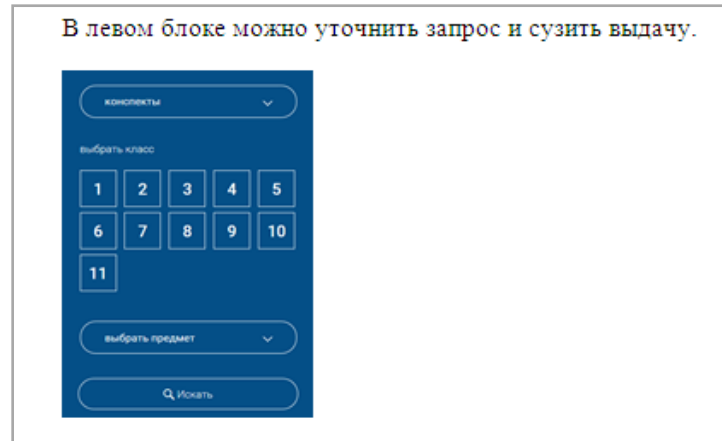 В левом блоке можно уточнить запрос и сузить выдачу.
конспекты
выбрать класс
1 2 3 4 5
6 7 8 9 10
11
выбрать предмет
Искать